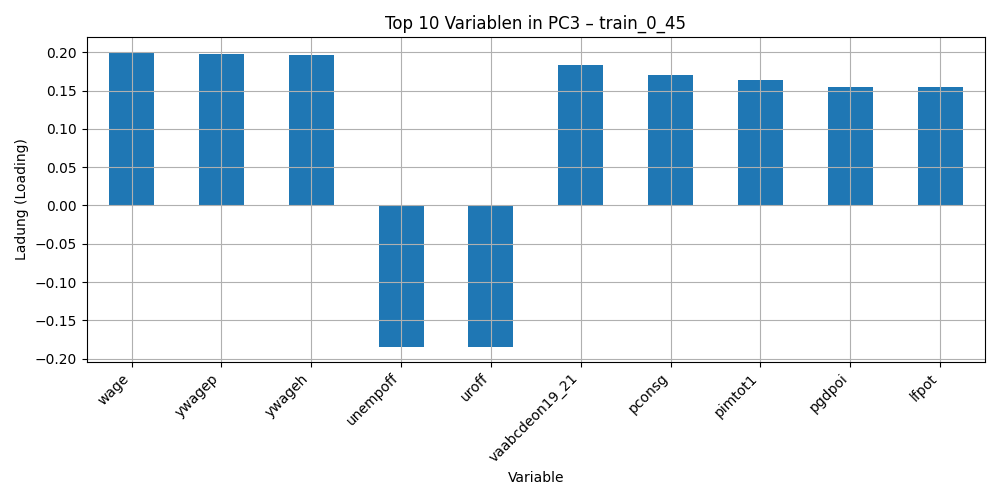 Top 10 Variablen in PC3 – train_0_45
Ladung (Loading)
0.20
0.15
0.10
0.05
0.00
−0.05
−0.10
−0.15
−0.20
wage
ywagep
ywageh
unempoff
uroff
vaabcdeon19_21
pconsg
pimtot1
pgdpoi
lfpot
Variable